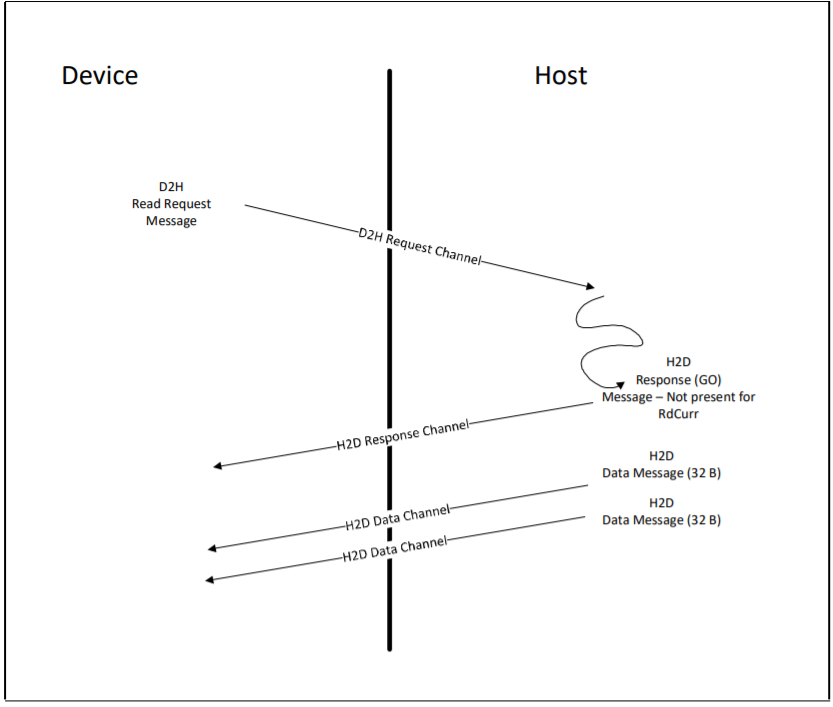 Device
Host
D2H
Read Request
Message
D2H Request Channel
H2D
Response (GO)
Message – Not present for
RdCurr
H2D Response Channel
H2D
Data Message (32 B)
H2D Data Channel
H2D
Data Message (32 B)
H2D Data Channel